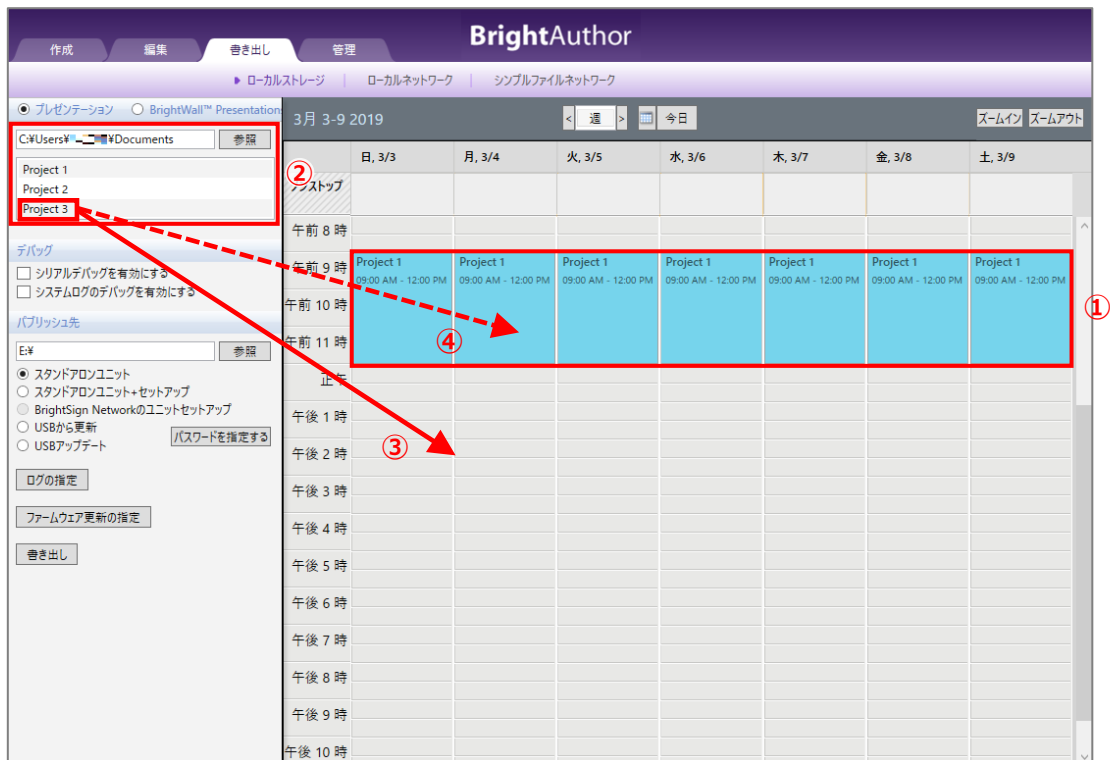 BrightAuthor
作成 編集 書き出し 管理
ローカルストレージ ローカルネットワーク シンプルファイルネットワーク
プレゼンテーション BrightWall™ Presentation
3月 3-9 2019 < 週 > 今日 ズームイン ズームアウト
C:¥Users¥ ¥Documents 参照
Project 1
Project 2
Project 3
②
デバッグ
シリアルデバッグを有効にする
システムログのデバッグを有効にする
パブリッシュ先
E:¥ 参照
スタンドアロンユニット
スタンドアロンユニット+セットアップ
BrightSign Networkのユニットセットアップ
USBから更新
USBアップデート
パスワードを指定する
ログの指定
ファームウェア更新の指定
書き出し
日, 3/3 月, 3/4 火, 3/5 水, 3/6 木, 3/7 金, 3/8 土, 3/9
ンストップ
午前 8 時
午前 9 時
Project 1 Project 1 Project 1 Project 1 Project 1 Project 1 Project 1
09:00 AM - 12:00 PM 09:00 AM - 12:00 PM 09:00 AM - 12:00 PM 09:00 AM - 12:00 PM 09:00 AM - 12:00 PM 09:00 AM - 12:00 PM 09:00 AM - 12:00 PM
①
午前 10 時
午前 11 時
④
正午
午後 1 時
③
午後 2 時
午後 3 時
午後 4 時
午後 5 時
午後 6 時
午後 7 時
午後 8 時
午後 9 時
午後 10 時